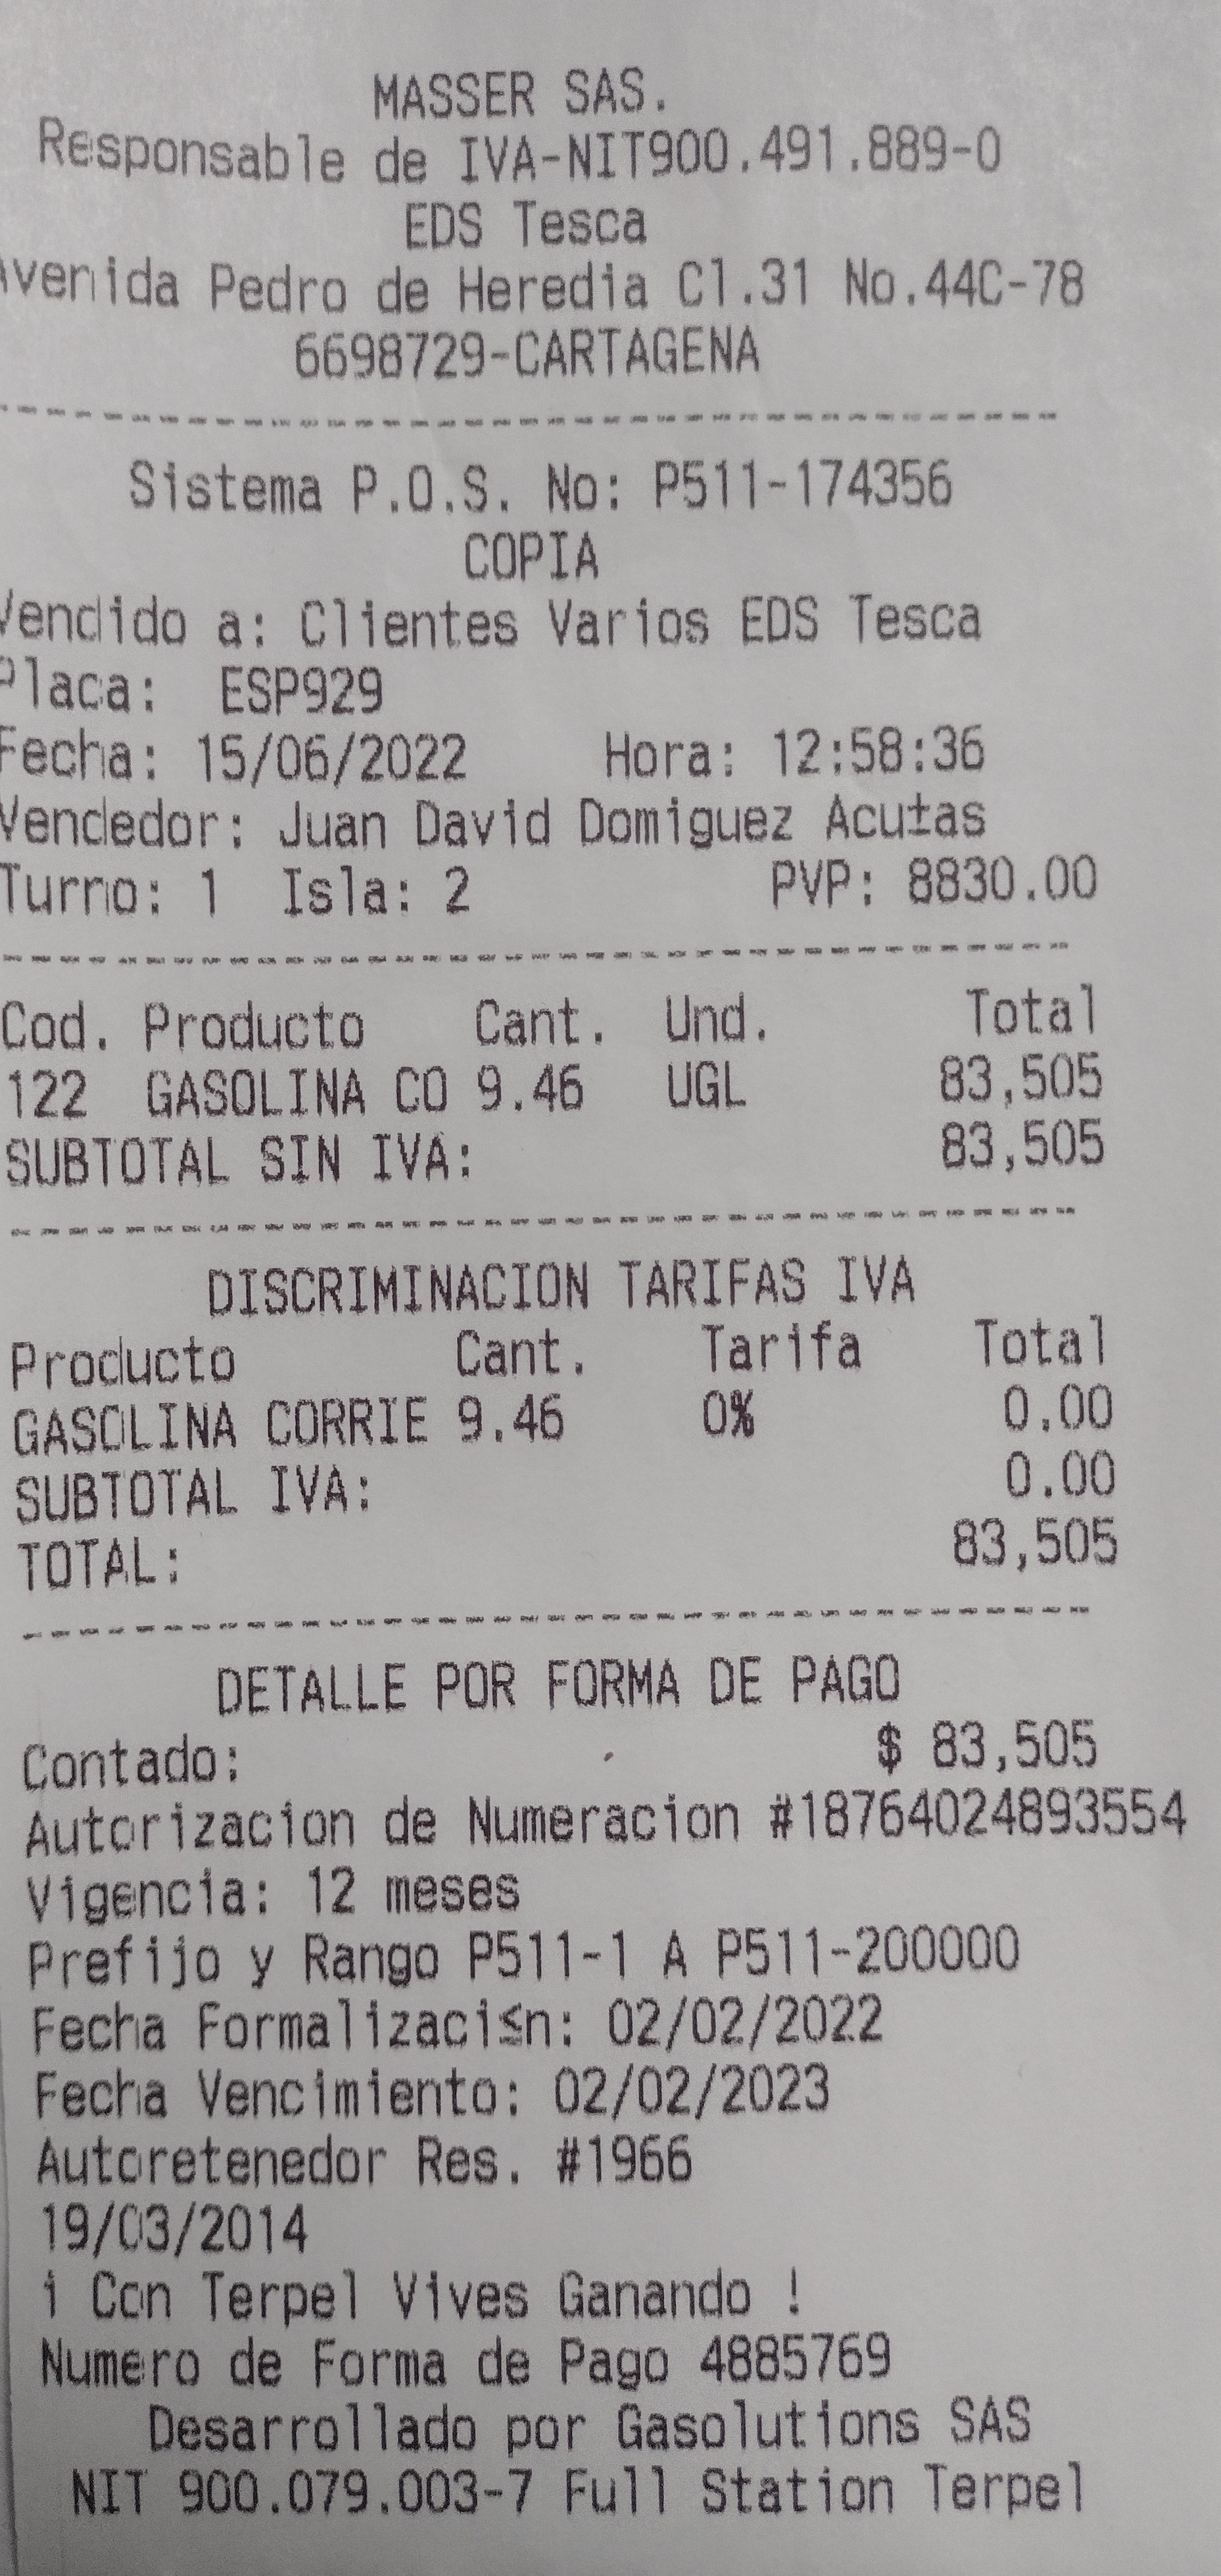 MASSER SAS.
Responsable de IVA-NIT900.491.889-0
EDS Tesca
Avenida Pedro de Heredia Cl.31 No.44C-78
6698729-CARTAGENA
Sistema P.O.S. No: P511-174356
COPIA
Vendido a: Clientes Varios EDS Tesca
Placa: ESP929
Fecha: 15/06/2022 Hora: 12:58:36
Vendedor: Juan David Domiguez Acu±as
Turno: 1 Isla: 2 PVP: 8830.00
Cod. Producto Cant. Und. Total
122 GASOLINA CO 9.46 UGL 83,505
SUBTOTAL SIN IVA: 83,505
DISCRIMINACION TARIFAS IVA
Producto Cant. Tarifa Total
GASOLINA CORRIE 9.46 0% 0.00
SUBTOTAL IVA: 0.00
TOTAL: 83,505
DETALLE POR FORMA DE PAGO
Contado: $ 83,505
Autorizacion de Numeracion #18764024893554
Vigencia: 12 meses
Prefijo y Rango P511-1 A P511-200000
Fecha Formalizaci≤n: 02/02/2022
Fecha Vencimiento: 02/02/2023
Autoretenedor Res. #1966
19/03/2014
¡ Con Terpel Vives Ganando !
Numero de Forma de Pago 4885769
Desarrollado por Gasolutions SAS
NIT 900.079.003-7 Full Station Terpel